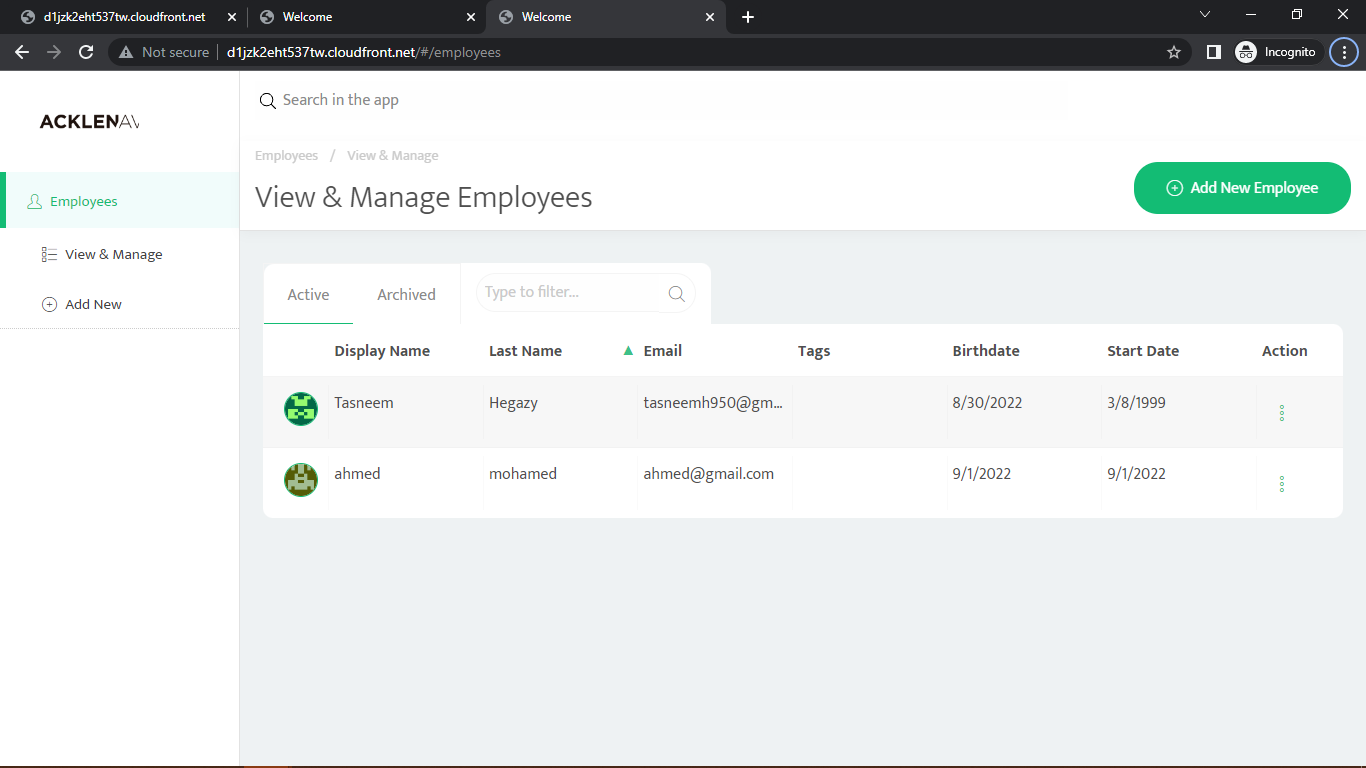 d1jzk2eht537tw.cloudfront.net Welcome Welcome
Not secure d1jzk2eht537tw.cloudfront.net/#/employees Incognito
ACKLENAV
Search in the app
Employees / View & Manage
View & Manage Employees
Add New Employee
Employees
View & Manage
Add New
Active Archived Type to filter...
Display Name Last Name Email Tags Birthdate Start Date Action
Tasneem Hegazy tasneemh950@gm... 8/30/2022 3/8/1999
ahmed mohamed ahmed@gmail.com 9/1/2022 9/1/2022